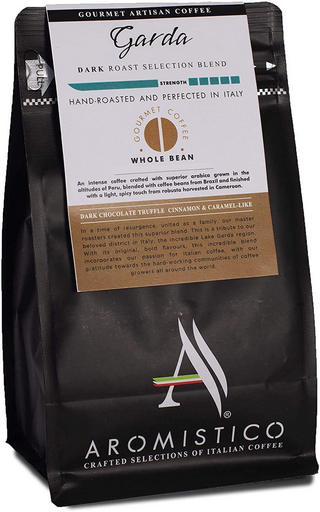 GOURMET ARTISAN COFFEE
Garda
DARK ROAST SELECTION BLEND
STRENGTH
HAND-ROASTED AND PERFECTED IN ITALY
GOURMET COFFEE
WHOLE BEAN
An intense coffee crafted with superior arabica grown in the
altitudes of Peru, blended with coffee beans from Brazil and finished
with a light, spicy touch from robusta harvested in Cameroon.
DARK CHOCOLATE TRUFFLE CINNAMON & CARAMEL-LIKE
In a time of resurgence, united as a family, our master
roasters created this superior blend. This is a tribute to our
beloved district in Italy, the incredible Lake Garda region.
With its original, bold flavours, this incredible blend
incorporates our passion for Italian coffee, with our
gratitude towards the hard-working communities of coffee
growers all around the world.
PULL
®
AROMISTICO
CRAFTED SELECTIONS OF ITALIAN COFFEE